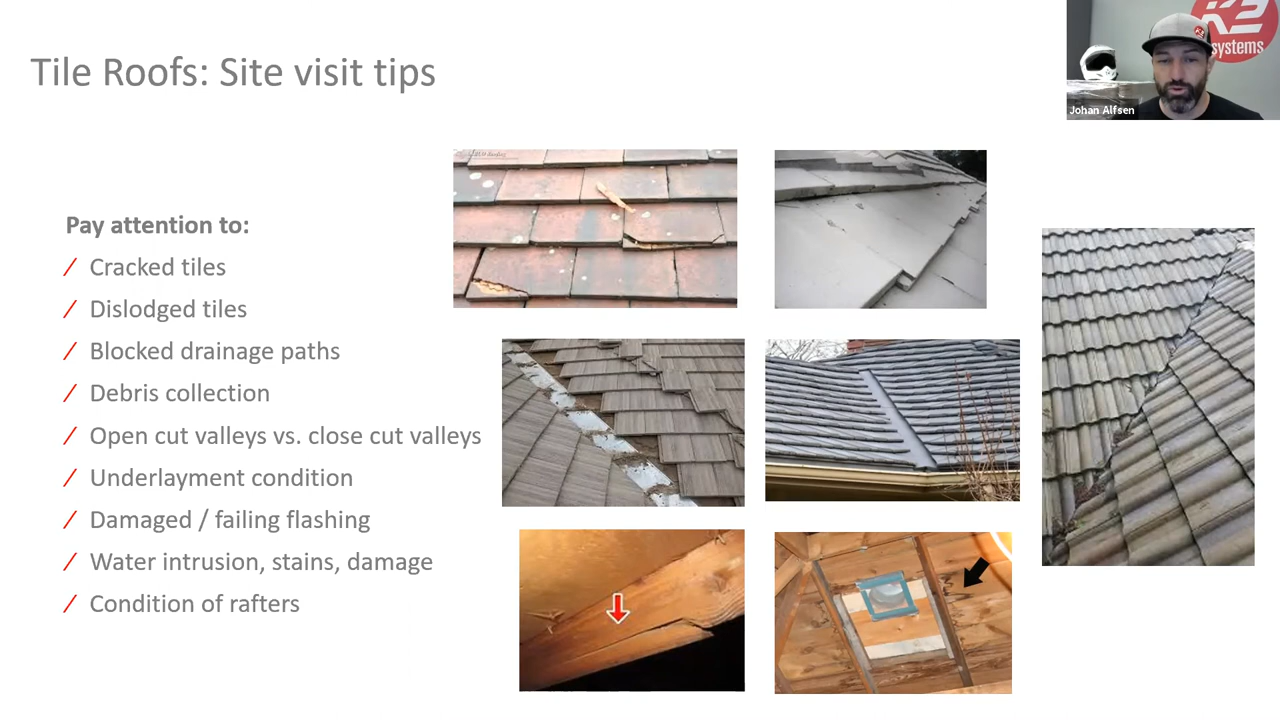 Tile Roofs: Site visit tips
K2
systems
Johan Alfsen
Pay attention to:
Cracked tiles
Dislodged tiles
Blocked drainage paths
Debris collection
Open cut valleys vs. close cut valleys
Underlayment condition
Damaged / failing flashing
Water intrusion, stains, damage
Condition of rafters